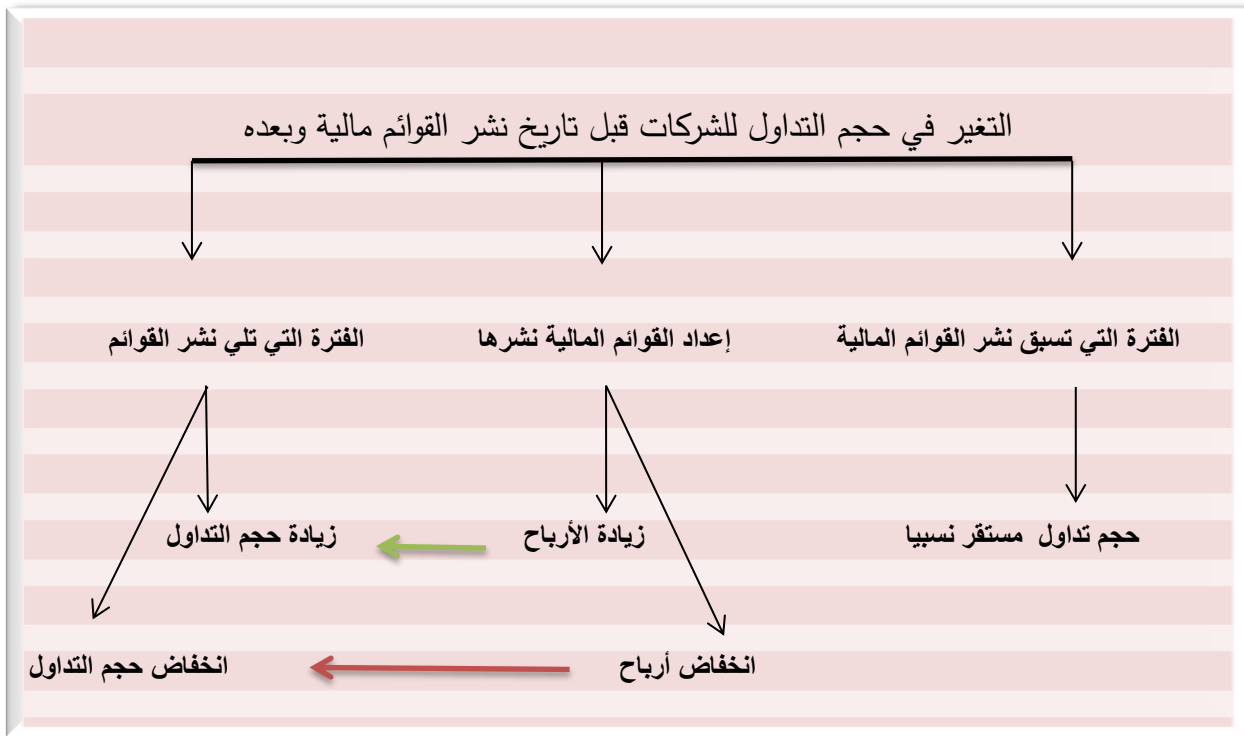 التغير في حجم التداول للشركات قبل تاريخ نشر القوائم مالية وبعده
الفترة التي تسبق نشر القوائم المالية
إعداد القوائم المالية نشرها
الفترة التي تلي نشر القوائم
حجم تداول مستقر نسبيا
زيادة الأرباح
زيادة حجم التداول
انخفاض أرباح
انخفاض حجم التداول